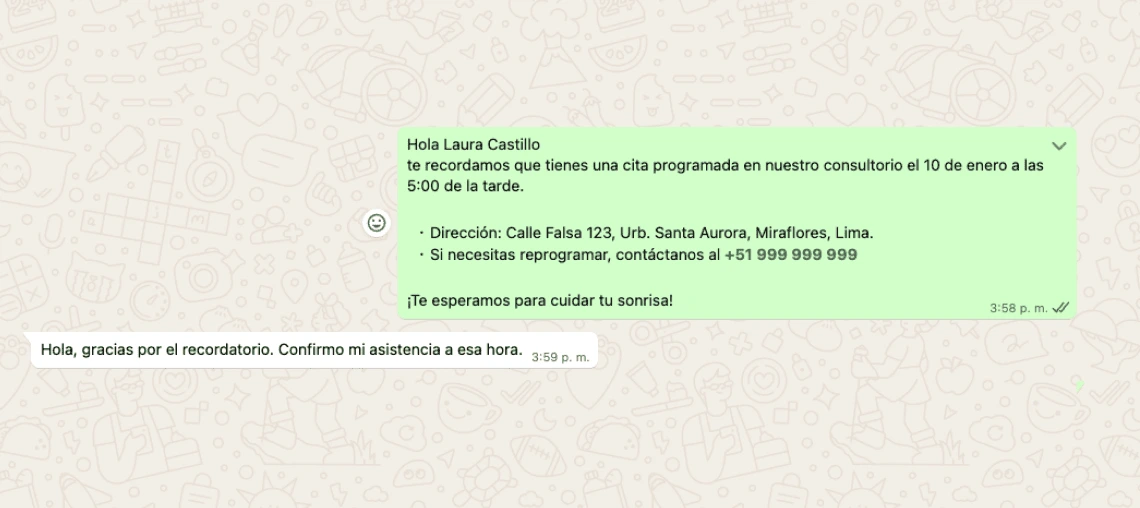 Hola Laura Castillo
te recordamos que tienes una cita programada en nuestro consultorio el 10 de enero a las
5:00 de la tarde.
· Dirección: Calle Falsa 123, Urb. Santa Aurora, Miraflores, Lima.
· Si necesitas reprogramar, contáctanos al +51 999 999 999
¡Te esperamos para cuidar tu sonrisa!
3:58 p. m.
Hola, gracias por el recordatorio. Confirmo mi asistencia a esa hora.
3:59 p. m.